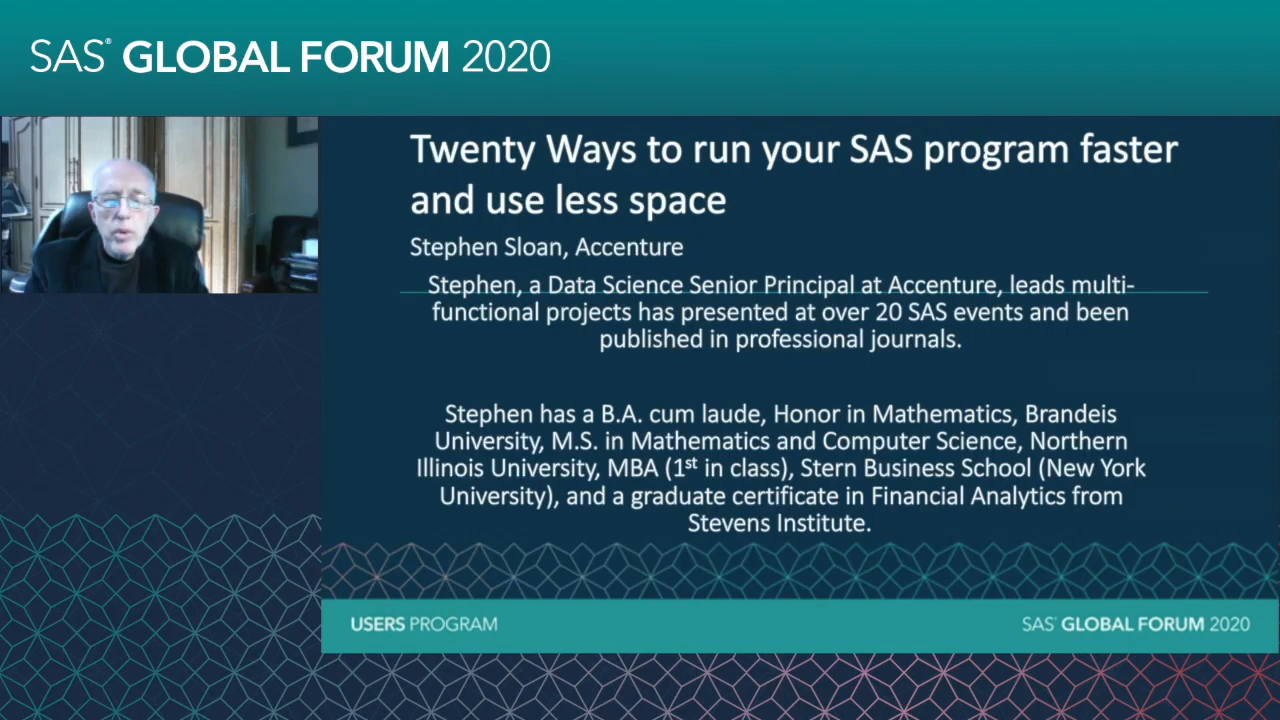 SAS® GLOBAL FORUM 2020
Twenty Ways to run your SAS program faster
and use less space
Stephen Sloan, Accenture
Stephen, a Data Science Senior Principal at Accenture, leads multi-
functional projects has presented at over 20 SAS events and been
published in professional journals.
Stephen has a B.A. cum laude, Honor in Mathematics, Brandeis
University, M.S. in Mathematics and Computer Science, Northern
Illinois University, MBA (1st in class), Stern Business School (New York
University), and a graduate certificate in Financial Analytics from
Stevens Institute.
USERS PROGRAM
SAS® GLOBAL FORUM 2020